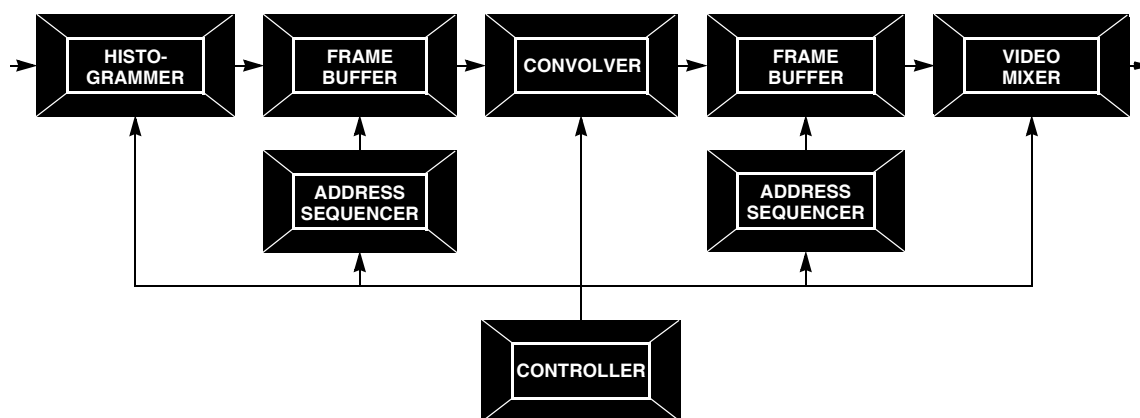 HISTO-
GRAMMER
FRAME
BUFFER
CONVOLVER
FRAME
BUFFER
VIDEO
MIXER
ADDRESS
SEQUENCER
ADDRESS
SEQUENCER
CONTROLLER